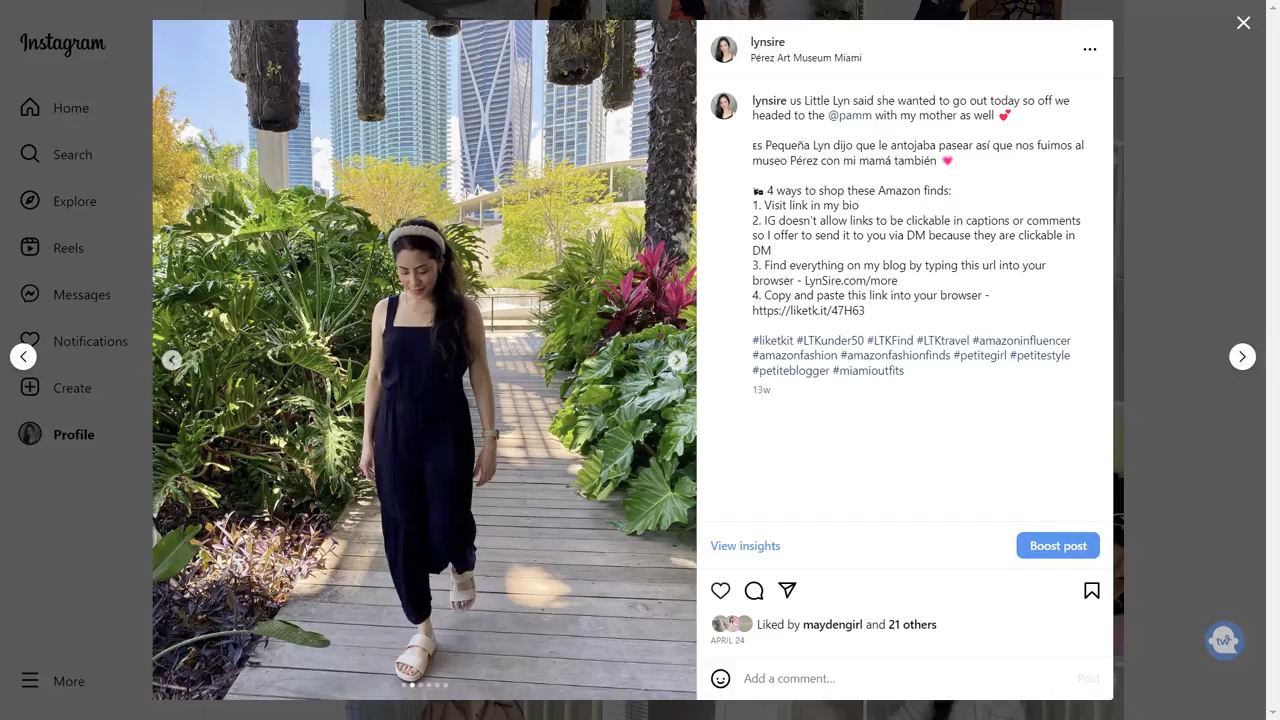 Instagram
Home
Search
Explore
Reels
Messages
Notifications
Create
Profile
More
lynsire
Pérez Art Museum Miami
lynsire us Little Lyn said she wanted to go out today so off we
headed to the @pamm with my mother as well 💕
ES Pequeña Lyn dijo que le antojaba pasear así que nos fuimos al
museo Pérez con mi mamá también 💗
🛍 4 ways to shop these Amazon finds:
1. Visit link in my bio
2. IG doesn't allow links to be clickable in captions or comments
so I offer to send it to you via DM because they are clickable in
DM
3. Find everything on my blog by typing this url into your
browser - LynSire.com/more
4. Copy and paste this link into your browser -
https://liketk.it/47H63
#liketkit #LTKunder50 #LTKFind #LTKtravel #amazoninfluencer
#amazonfashion #amazonfashionfinds #petitegirl #petitestyle
#petiteblogger #miamioutfits
13w
View insights
Boost post
Liked by maydengirl and 21 others
APRIL 24
Add a comment...
Post
tw